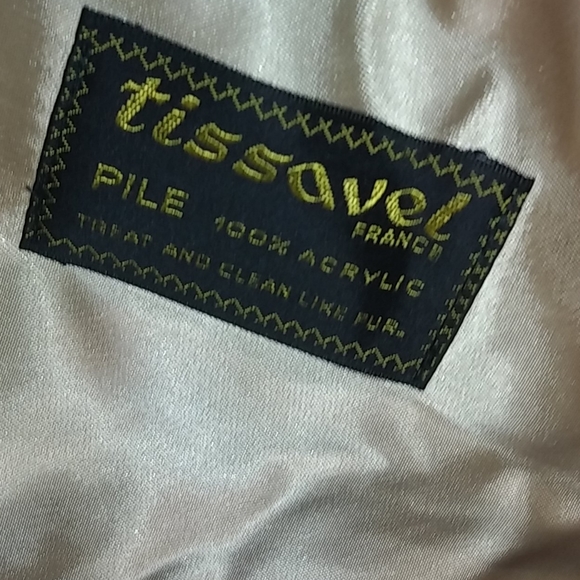 tissavel
FRANCE
PILE 100% ACRYLIC
TREAT AND CLEAN LIKE FUR.